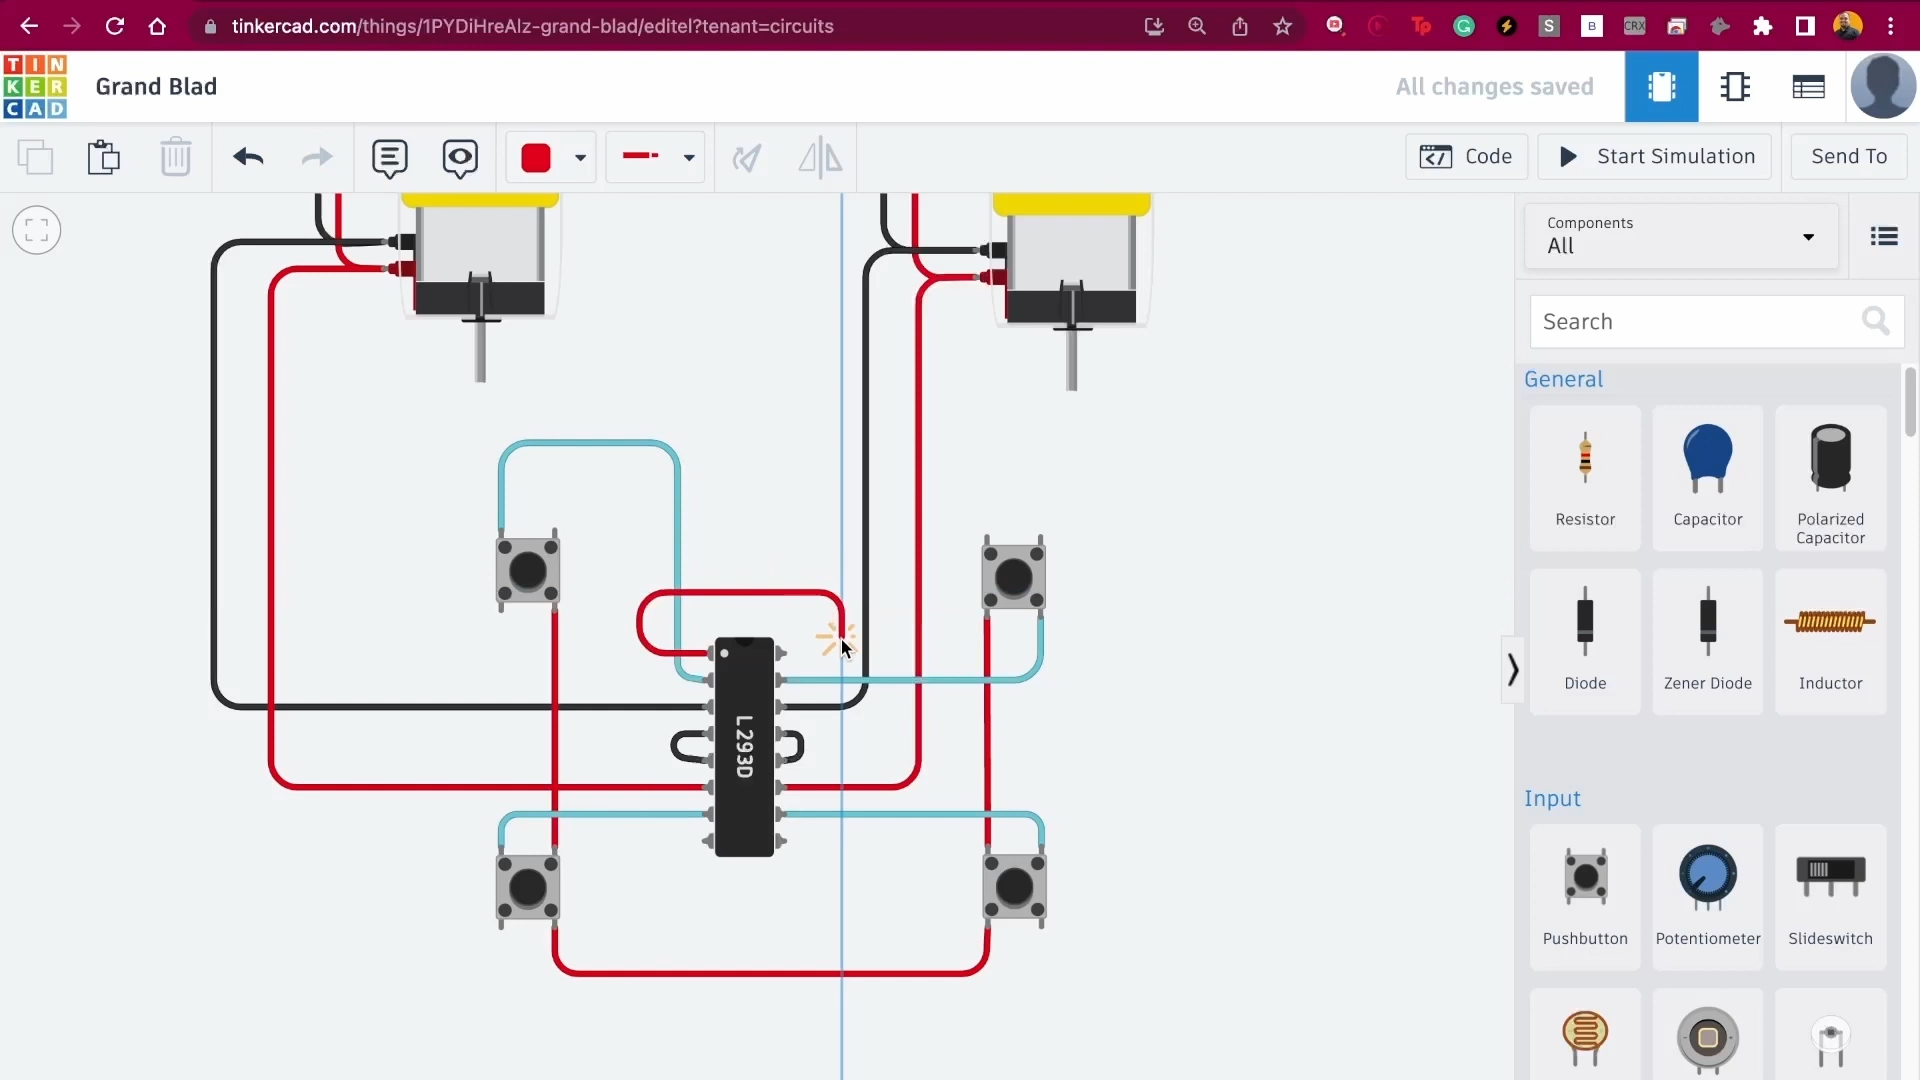 tinkercad.com/things/1PYDiHreAlz-grand-blad/editel?tenant=circuits
Tp
G
S
B
CRX
TIN
KER
CAD
Grand Blad
All changes saved
Code
Start Simulation
Send To
Components
All
Search
General
Resistor
Capacitor
Polarized
Capacitor
Diode
Zener Diode
Inductor
Input
Pushbutton
Potentiometer
Slideswitch
L293D